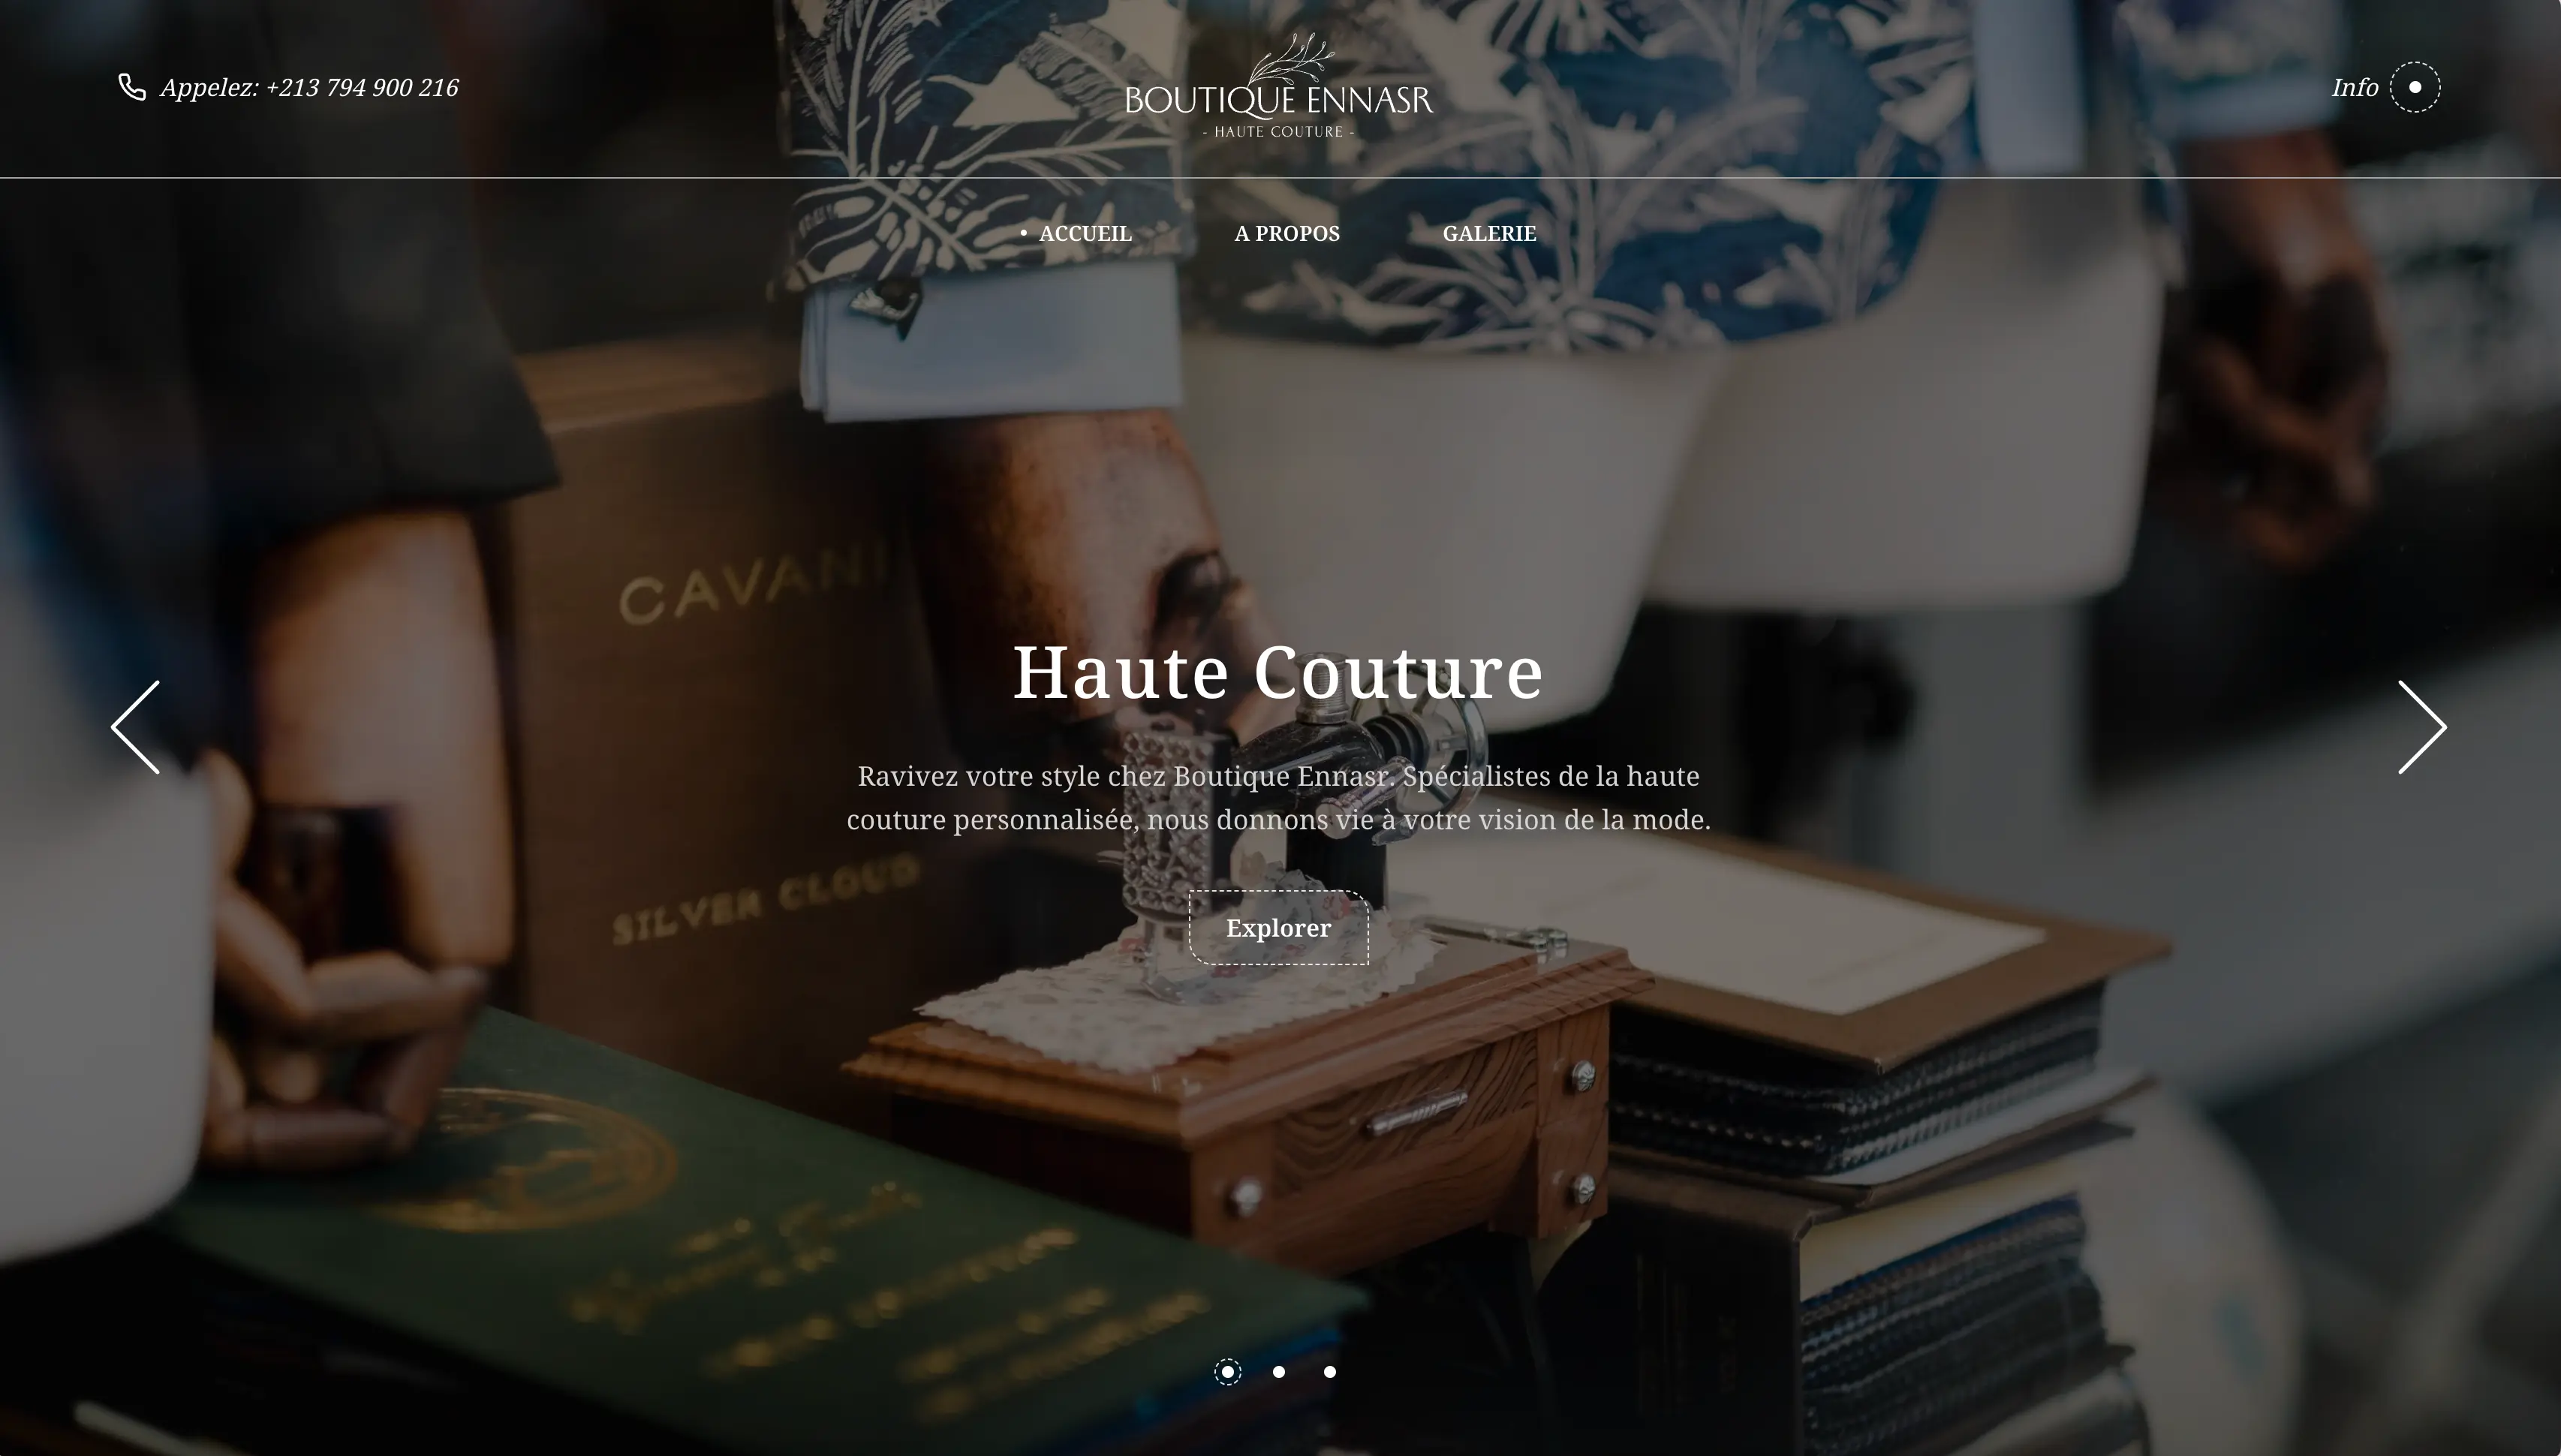 Appelez: +213 794 900 216
BOUTIQUE ENNASR
- HAUTE COUTURE -
Info
ACCUEIL
A PROPOS
GALERIE
CAVANI
Haute Couture
Ravivez votre style chez Boutique Ennasr. Spécialistes de la haute
couture personnalisée, nous donnons vie à votre vision de la mode.
SILVER CLOUD
Explorer